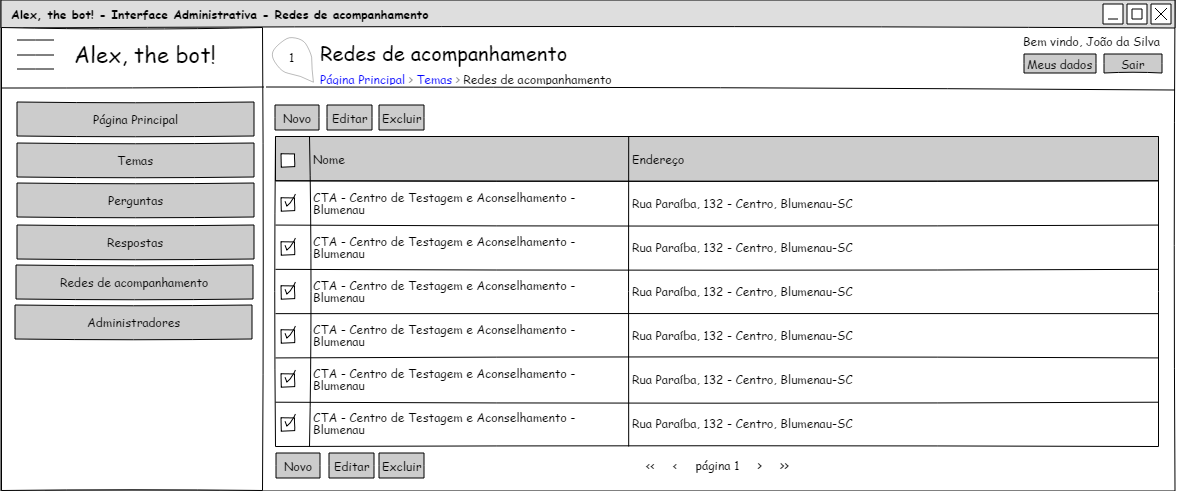 Alex, the bot! - Interface Administrativa - Redes de acompanhamento
Alex, the bot!
1
Redes de acompanhamento
Página Principal > Temas > Redes de acompanhamento
Bem vindo, João da Silva
Meus dados
Sair
Página Principal
Temas
Perguntas
Respostas
Redes de acompanhamento
Administradores
Novo
Editar
Excluir
Nome
Endereço
CTA - Centro de Testagem e Aconselhamento -
Blumenau
Rua Paraíba, 132 - Centro, Blumenau-SC
CTA - Centro de Testagem e Aconselhamento -
Blumenau
Rua Paraíba, 132 - Centro, Blumenau-SC
CTA - Centro de Testagem e Aconselhamento -
Blumenau
Rua Paraíba, 132 - Centro, Blumenau-SC
CTA - Centro de Testagem e Aconselhamento -
Blumenau
Rua Paraíba, 132 - Centro, Blumenau-SC
CTA - Centro de Testagem e Aconselhamento -
Blumenau
Rua Paraíba, 132 - Centro, Blumenau-SC
CTA - Centro de Testagem e Aconselhamento -
Blumenau
Rua Paraíba, 132 - Centro, Blumenau-SC
Novo
Editar
Excluir
<< < página 1 > >>